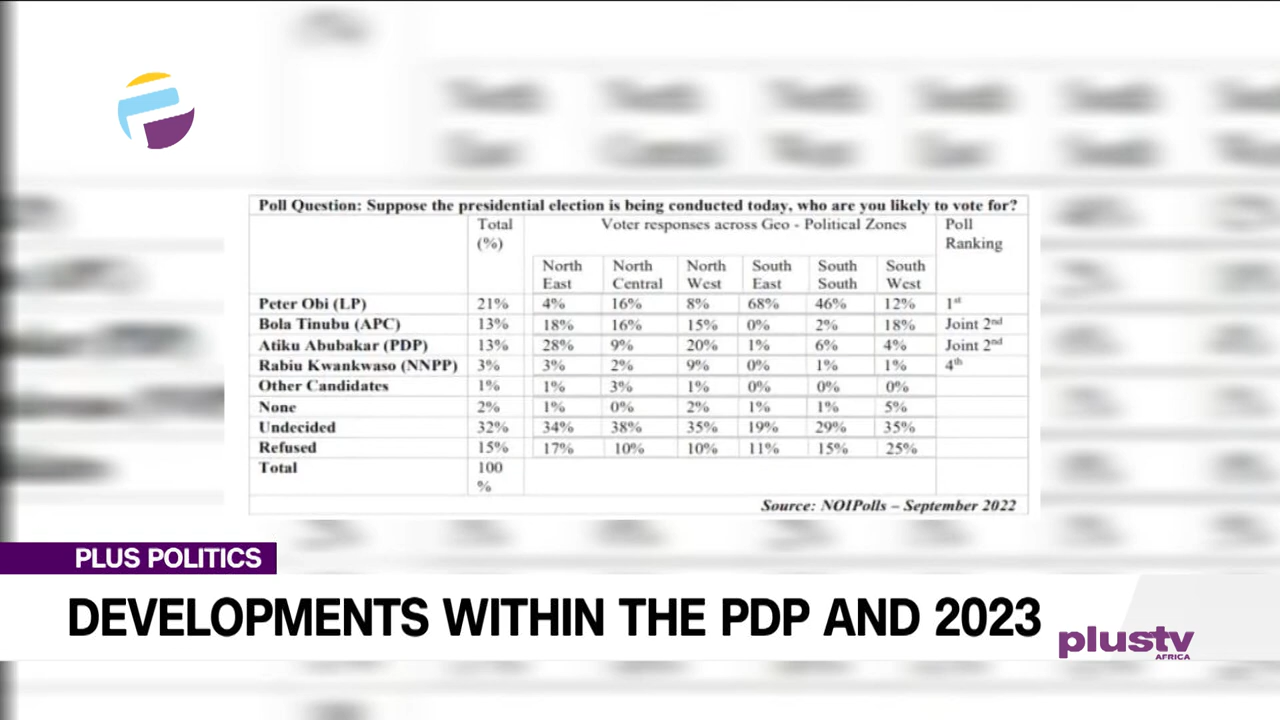 Poll Question: Suppose the presidential election is being conducted today, who are you likely to vote for?
Total (%) Voter responses across Geo - Political Zones Poll Ranking
North East North Central North West South East South South South West
Peter Obi (LP) 21% 4% 16% 8% 68% 46% 12% 1st
Bola Tinubu (APC) 13% 18% 16% 15% 0% 2% 18% Joint 2nd
Atiku Abubakar (PDP) 13% 28% 9% 20% 1% 6% 4% Joint 2nd
Rabiu Kwankwaso (NNPP) 3% 3% 2% 9% 0% 1% 1% 4th
Other Candidates 1% 1% 3% 1% 0% 0% 0%
None 2% 1% 0% 2% 1% 1% 5%
Undecided 32% 34% 38% 35% 19% 29% 35%
Refused 15% 17% 10% 10% 11% 15% 25%
Total 100 %
Source: NOIPolls – September 2022
PLUS POLITICS
DEVELOPMENTS WITHIN THE PDP AND 2023
plustv
AFRICA